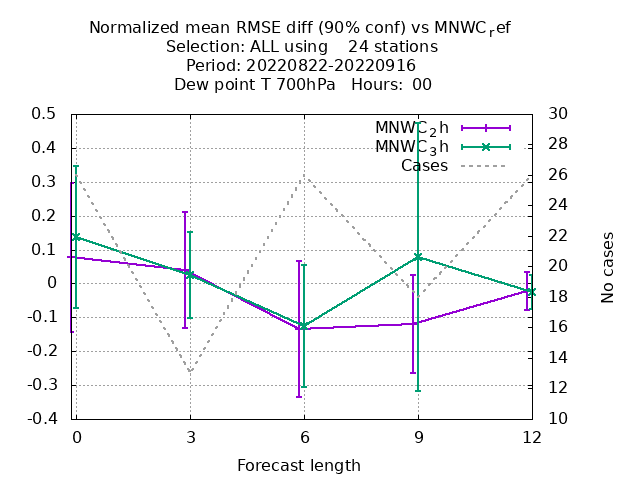 Normalized mean RMSE diff (90% conf) vs MNWC_ref
Selection: ALL using 24 stations
Period: 20220822-20220916
Dew point T 700hPa Hours: 00
MNWC_2h
MNWC_3h
Cases
0.5
0.4
0.3
0.2
0.1
0
-0.1
-0.2
-0.3
-0.4
30
28
26
24
22
20
18
16
14
12
10
No cases
0 3 6 9 12
Forecast length